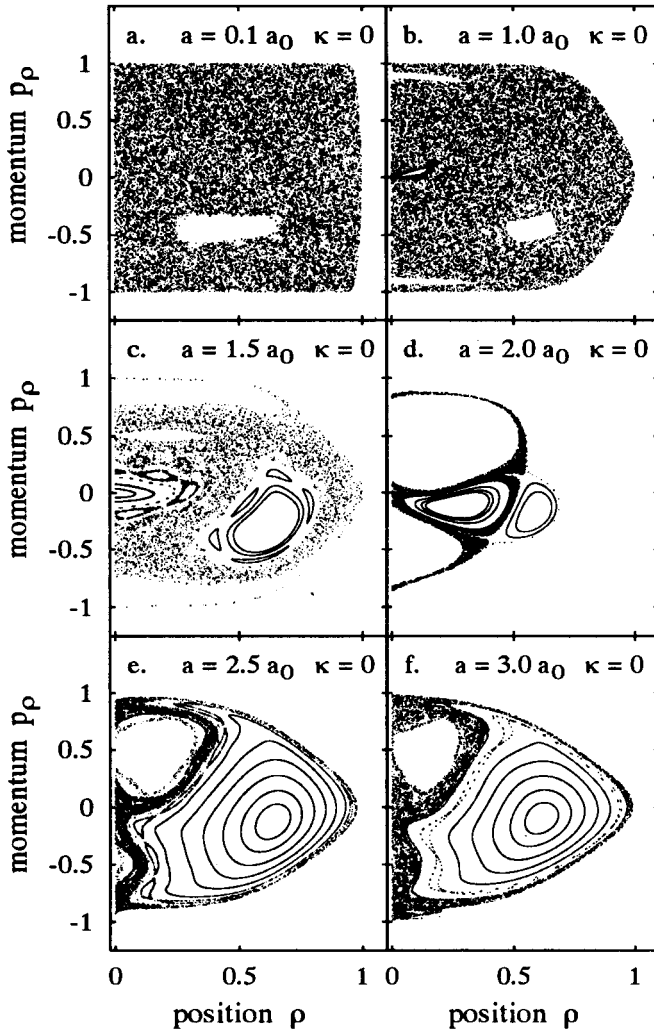 a. a = 0.1 a₀ κ = 0
b. a = 1.0 a₀ κ = 0
momentum pρ
1
0.5
0
-0.5
-1
c. a = 1.5 a₀ κ = 0
d. a = 2.0 a₀ κ = 0
momentum pρ
1
0.5
0
-0.5
-1
e. a = 2.5 a₀ κ = 0
f. a = 3.0 a₀ κ = 0
momentum pρ
1
0.5
0
-0.5
-1
0 0.5 1
0 0.5 1
position ρ
position ρ